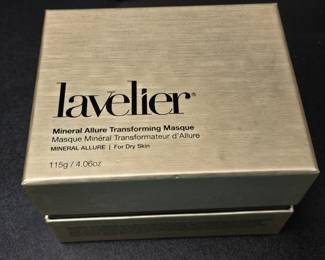 lavelier®
Mineral Allure Transforming Masque
Masque Minéral Transformateur d'Allure
MINERAL ALLURE | For Dry Skin
115g / 4.06oz